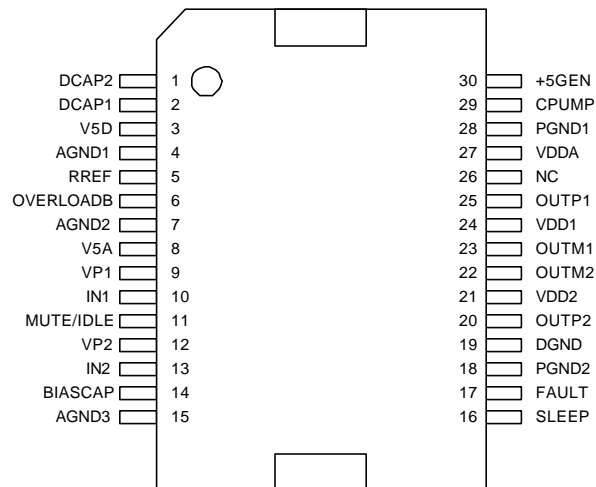 DCAP2 1 30 +5GEN
DCAP1 2 29 CPUMP
V5D 3 28 PGND1
AGND1 4 27 VDDA
RREF 5 26 NC
OVERLOADB 6 25 OUTP1
AGND2 7 24 VDD1
V5A 8 23 OUTM1
VP1 9 22 OUTM2
IN1 10 21 VDD2
MUTE/IDLE 11 20 OUTP2
VP2 12 19 DGND
IN2 13 18 PGND2
BIASCAP 14 17 FAULT
AGND3 15 16 SLEEP